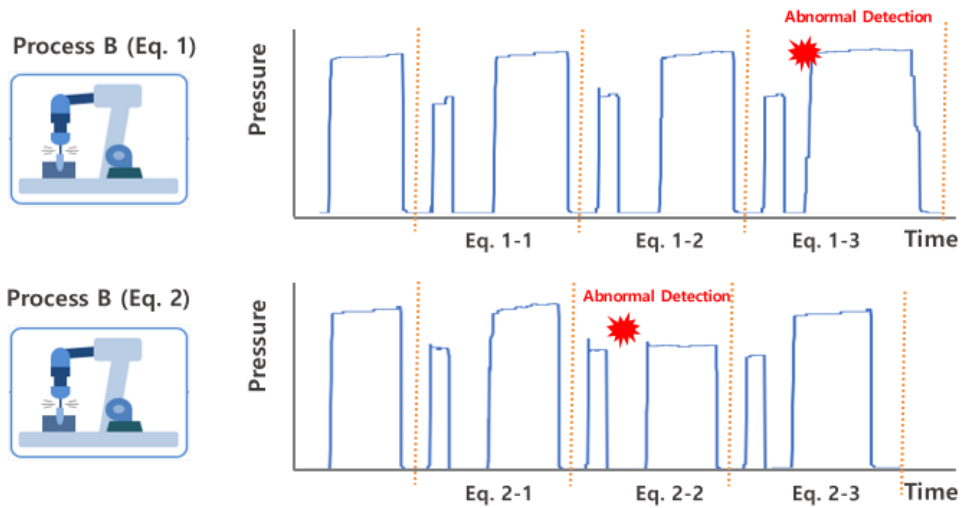 Abnormal Detection
Process B (Eq. 1)
Pressure
Eq. 1-1
Eq. 1-2
Eq. 1-3
Time
Process B (Eq. 2)
Abnormal Detection
Pressure
Eq. 2-1
Eq. 2-2
Eq. 2-3
Time